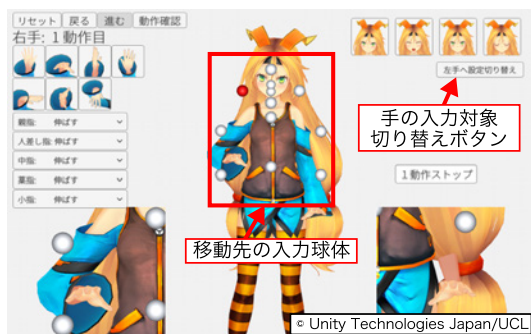 リセット 戻る 進む 動作確認
右手: 1動作目
親指: 伸ばす
人差し指: 伸ばす
中指: 伸ばす
薬指: 伸ばす
小指: 伸ばす
左手へ設定切り替え
手の入力対象
切り替えボタン
1動作ストップ
移動先の入力球体
© Unity Technologies Japan/UCL